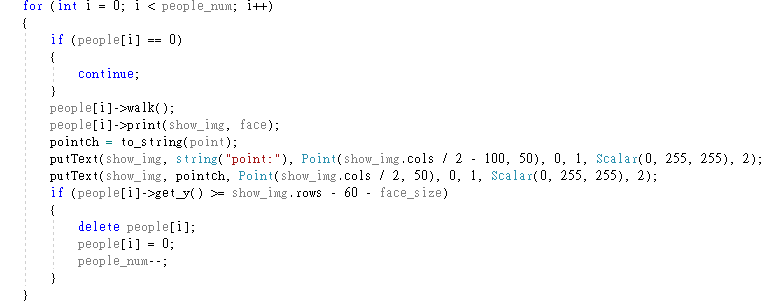 for (int i = 0; i < people_num; i++)
{
if (people[i] == 0)
{
continue;
}
people[i]->walk();
people[i]->print(show_img, face);
pointch = to_string(point);
putText(show_img, string("point:"), Point(show_img.cols / 2 - 100, 50), 0, 1, Scalar(0, 255, 255), 2);
putText(show_img, pointch, Point(show_img.cols / 2, 50), 0, 1, Scalar(0, 255, 255), 2);
if (people[i]->get_y() >= show_img.rows - 60 - face_size)
{
delete people[i];
people[i] = 0;
people_num--;
}
}